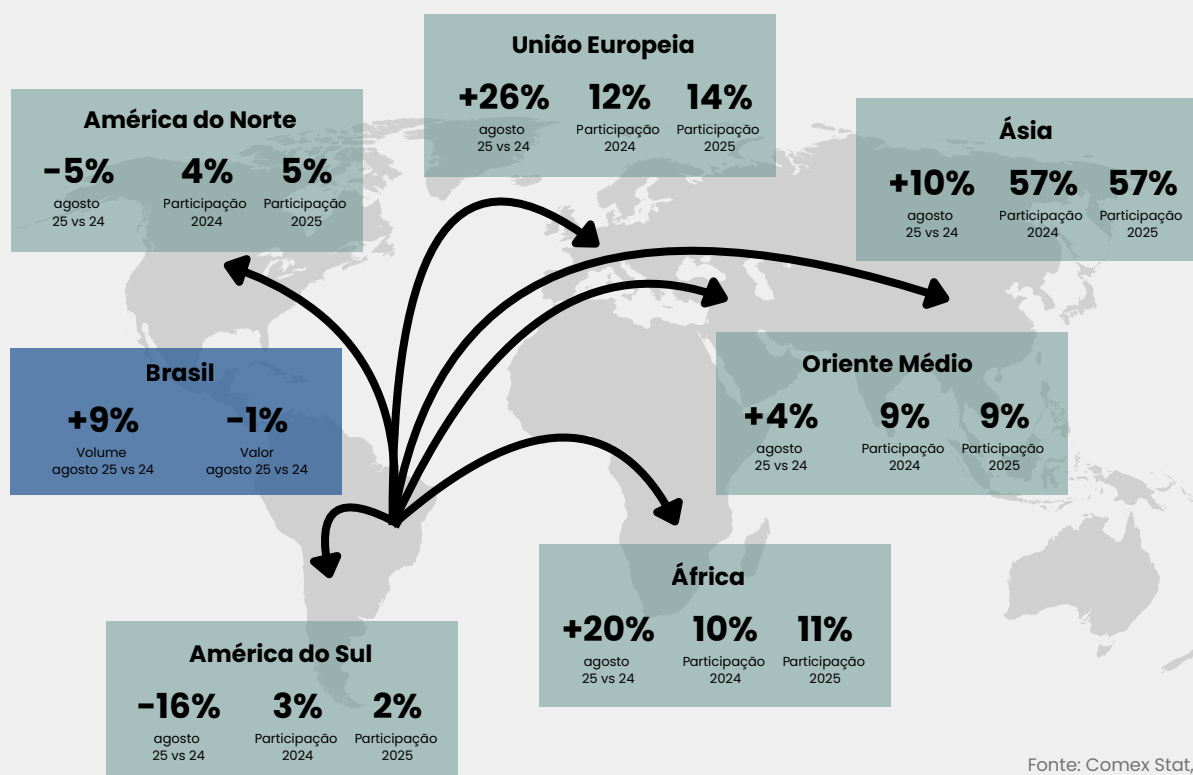 União Europeia
+26% 12% 14%
agosto Participação Participação
25 vs 24 2024 2025
América do Norte
-5% 4% 5%
agosto Participação Participação
25 vs 24 2024 2025
Ásia
+10% 57% 57%
agosto Participação Participação
25 vs 24 2024 2025
Brasil
+9% -1%
Volume Valor
agosto 25 vs 24 agosto 25 vs 24
Oriente Médio
+4% 9% 9%
agosto Participação Participação
25 vs 24 2024 2025
África
+20% 10% 11%
agosto Participação Participação
25 vs 24 2024 2025
América do Sul
-16% 3% 2%
agosto Participação Participação
25 vs 24 2024 2025
Fonte: Comex Stat,